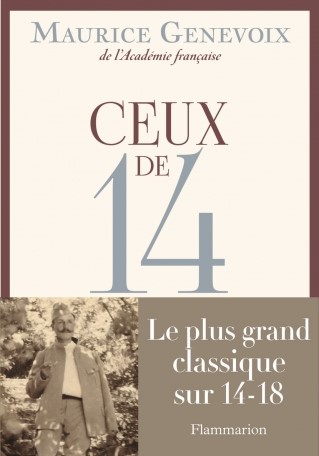 MAURICE GENEVOIX
de l'Académie française
CEUX
DE
14
Le plus grand
classique
sur 14-18
Flammarion